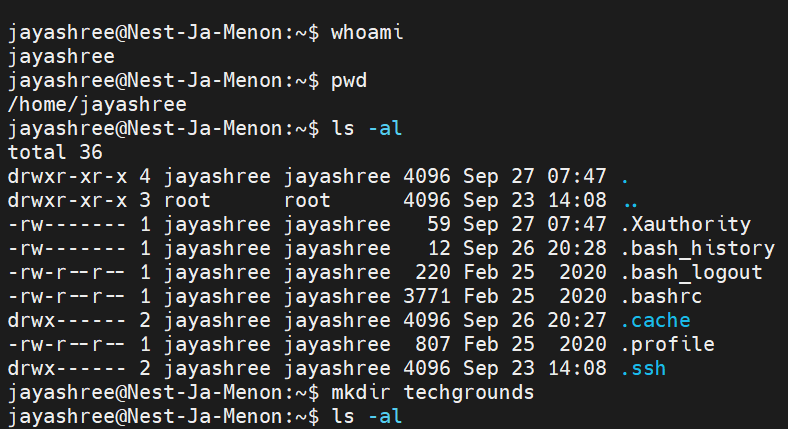 jayashree@Nest-Ja-Menon:~$ whoami
jayashree
jayashree@Nest-Ja-Menon:~$ pwd
/home/jayashree
jayashree@Nest-Ja-Menon:~$ ls -al
total 36
drwxr-xr-x 4 jayashree jayashree 4096 Sep 27 07:47 .
drwxr-xr-x 3 root      root      4096 Sep 23 14:08 ..
-rw------- 1 jayashree jayashree   59 Sep 27 07:47 .Xauthority
-rw------- 1 jayashree jayashree   12 Sep 26 20:28 .bash_history
-rw-r--r-- 1 jayashree jayashree  220 Feb 25  2020 .bash_logout
-rw-r--r-- 1 jayashree jayashree 3771 Feb 25  2020 .bashrc
drwx------ 2 jayashree jayashree 4096 Sep 26 20:27 .cache
-rw-r--r-- 1 jayashree jayashree  807 Feb 25  2020 .profile
drwx------ 2 jayashree jayashree 4096 Sep 23 14:08 .ssh
jayashree@Nest-Ja-Menon:~$ mkdir techgrounds
jayashree@Nest-Ja-Menon:~$ ls -al